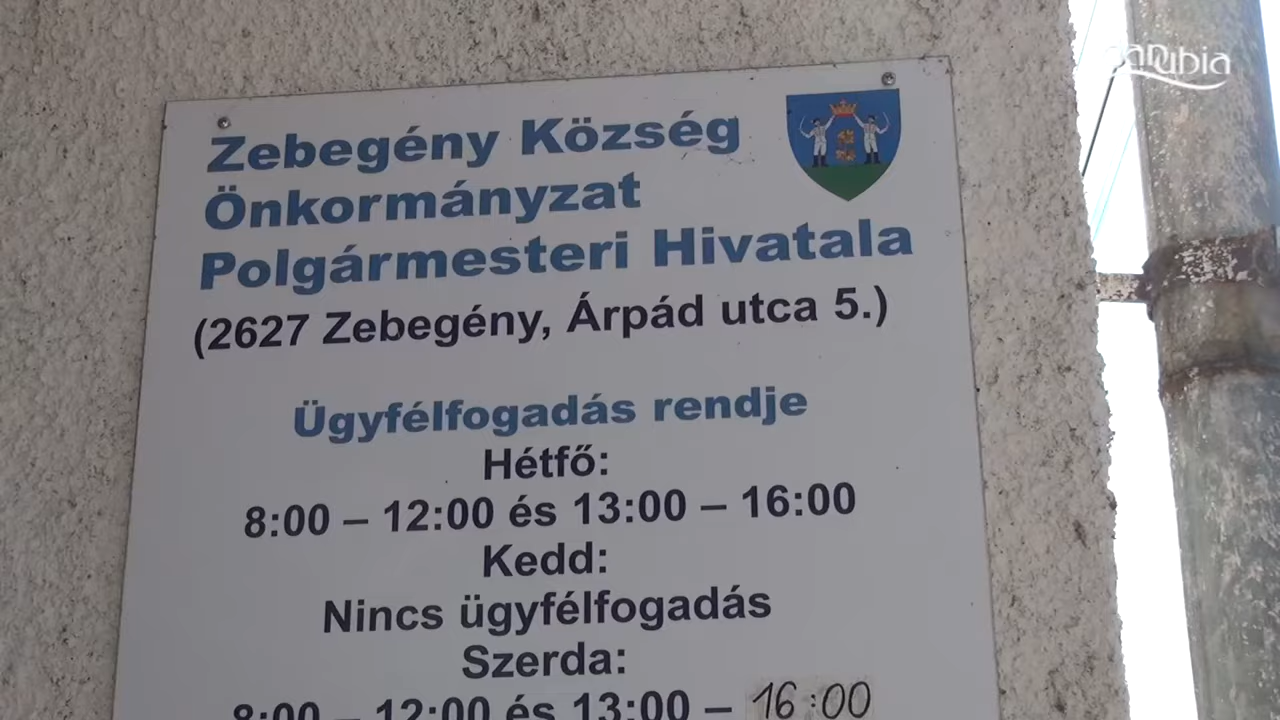 Danubia
Zebegény Község
Önkormányzat
Polgármesteri Hivatala
(2627 Zebegény, Árpád utca 5.)
Ügyfélfogadás rendje
Hétfő:
8:00 – 12:00 és 13:00 – 16:00
Kedd:
Nincs ügyfélfogadás
Szerda:
8:00 – 12:00 és 13:00 – 16:00